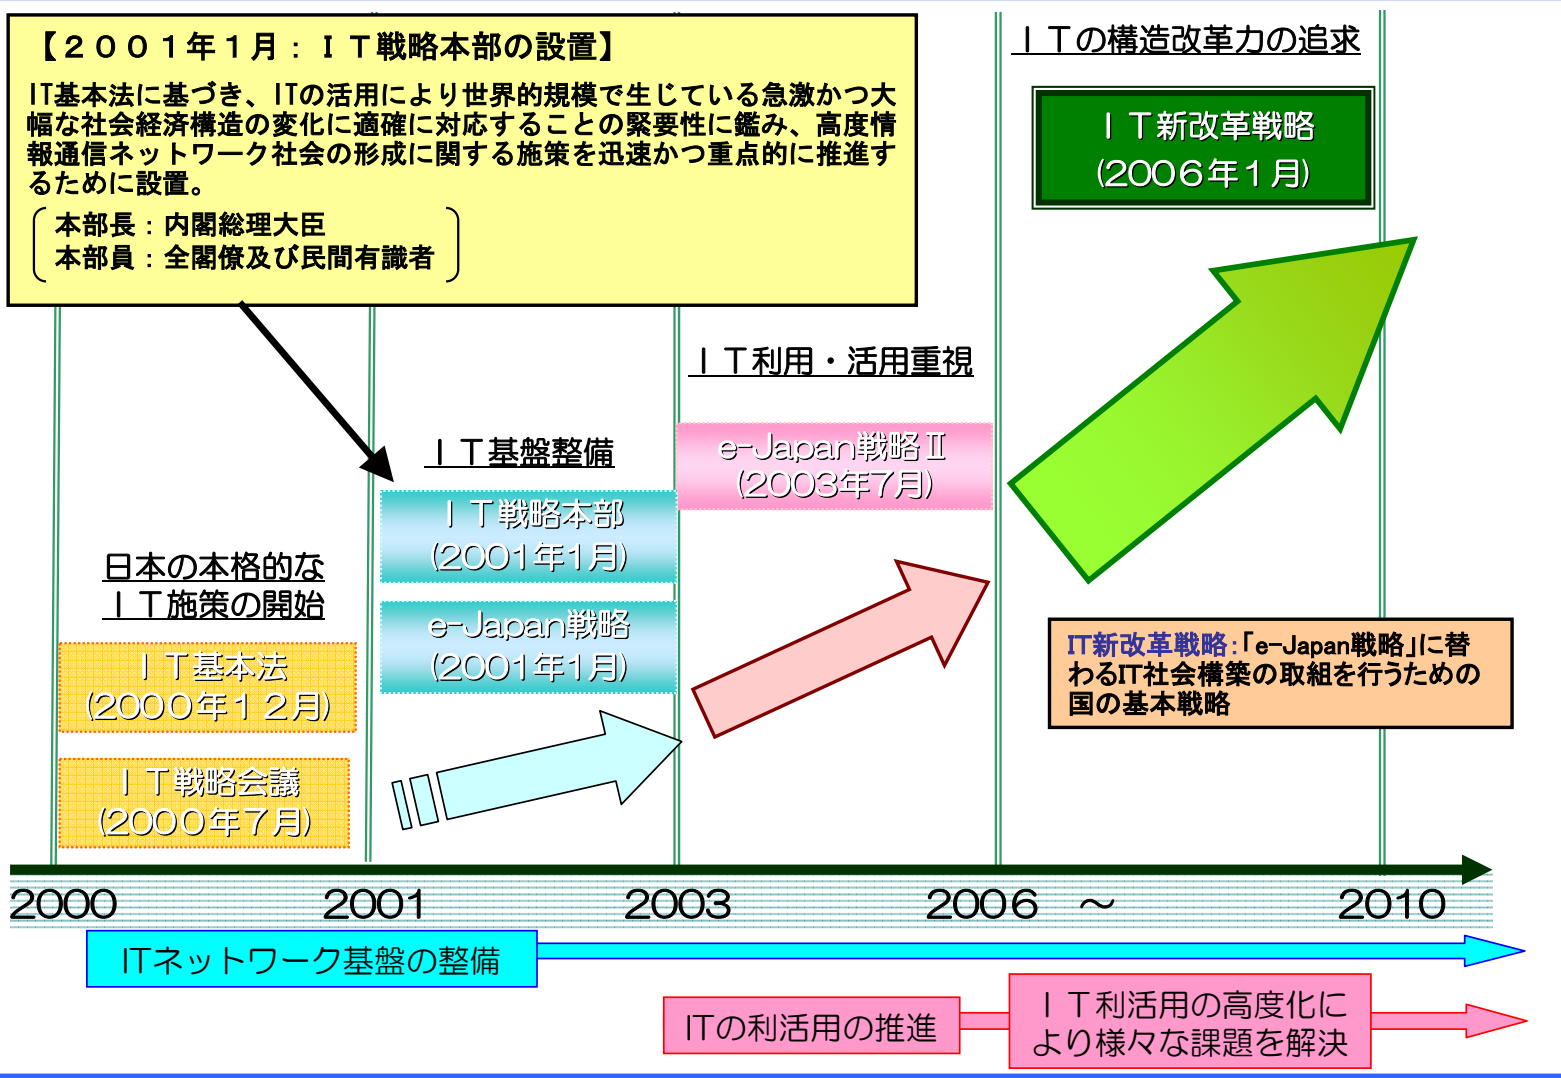 【２００１年１月：ＩＴ戦略本部の設置】
IT基本法に基づき、ITの活用により世界的規模で生じている急激かつ大
幅な社会経済構造の変化に適確に対応することの緊要性に鑑み、高度情
報通信ネットワーク社会の形成に関する施策を迅速かつ重点的に推進す
るために設置。
本部長：内閣総理大臣
本部員：全閣僚及び民間有識者
ＩＴの構造改革力の追求
ＩＴ新改革戦略
(2006年１月)
ＩＴ利用・活用重視
e-Japan戦略Ⅱ
(2003年7月)
ＩＴ基盤整備
ＩＴ戦略本部
(2001年1月)
e-Japan戦略
(2001年1月)
日本の本格的な
ＩＴ施策の開始
ＩＴ基本法
(2000年１２月)
ＩＴ戦略会議
(2000年7月)
IT新改革戦略：「e-Japan戦略」に替
わるIT社会構築の取組を行うための
国の基本戦略
2000
2001
2003
2006 ～
2010
ITネットワーク基盤の整備
ITの利活用の推進
ＩＴ利活用の高度化に
より様々な課題を解決